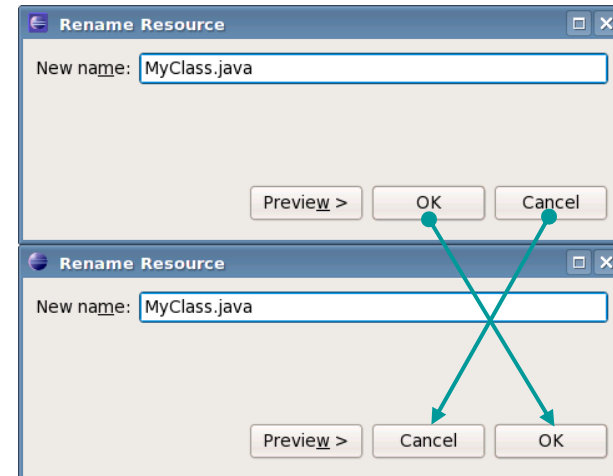 Rename Resource
New name: MyClass.java
Preview > OK Cancel
Rename Resource
New name: MyClass.java
Preview > Cancel OK